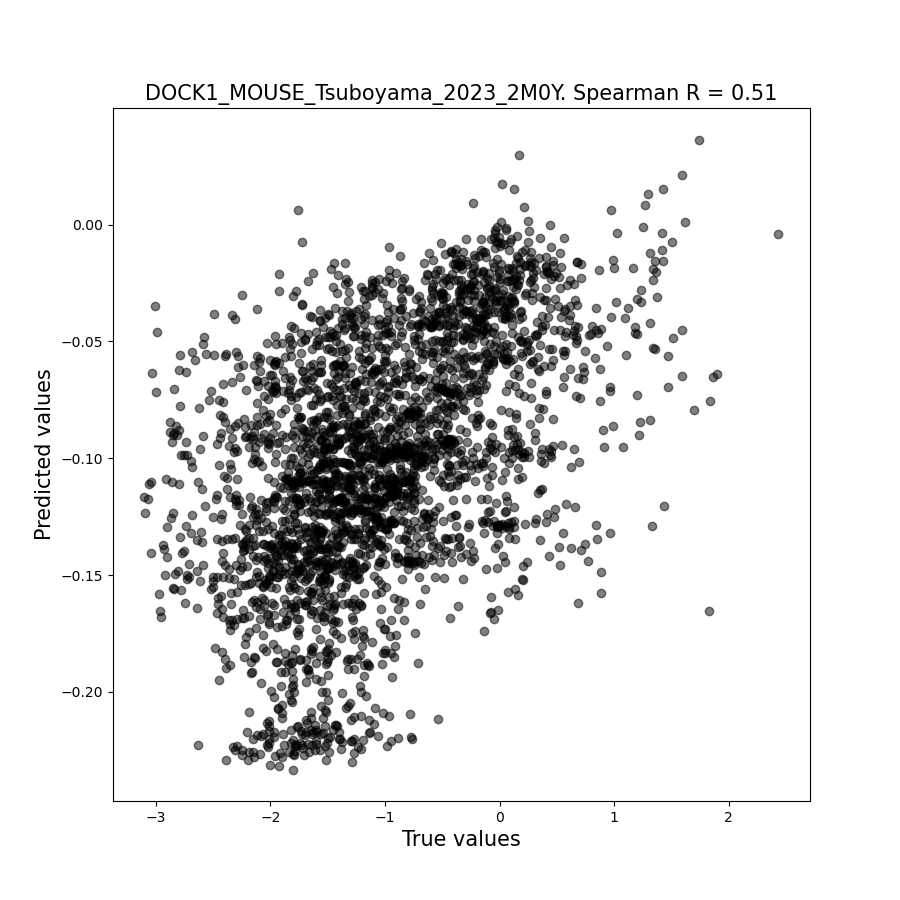 DOCK1_MOUSE_Tsuboyama_2023_2M0Y. Spearman R = 0.51
0.00
−0.05
−0.10
−0.15
−0.20
Predicted values
−3 −2 −1 0 1 2
True values